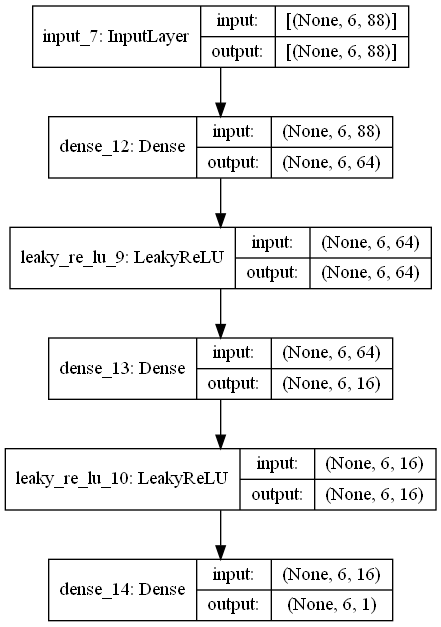 input_7: InputLayer
input:
[(None, 6, 88)]
output:
[(None, 6, 88)]
dense_12: Dense
input:
(None, 6, 88)
output:
(None, 6, 64)
leaky_re_lu_9: LeakyReLU
input:
(None, 6, 64)
output:
(None, 6, 64)
dense_13: Dense
input:
(None, 6, 64)
output:
(None, 6, 16)
leaky_re_lu_10: LeakyReLU
input:
(None, 6, 16)
output:
(None, 6, 16)
dense_14: Dense
input:
(None, 6, 16)
output:
(None, 6, 1)